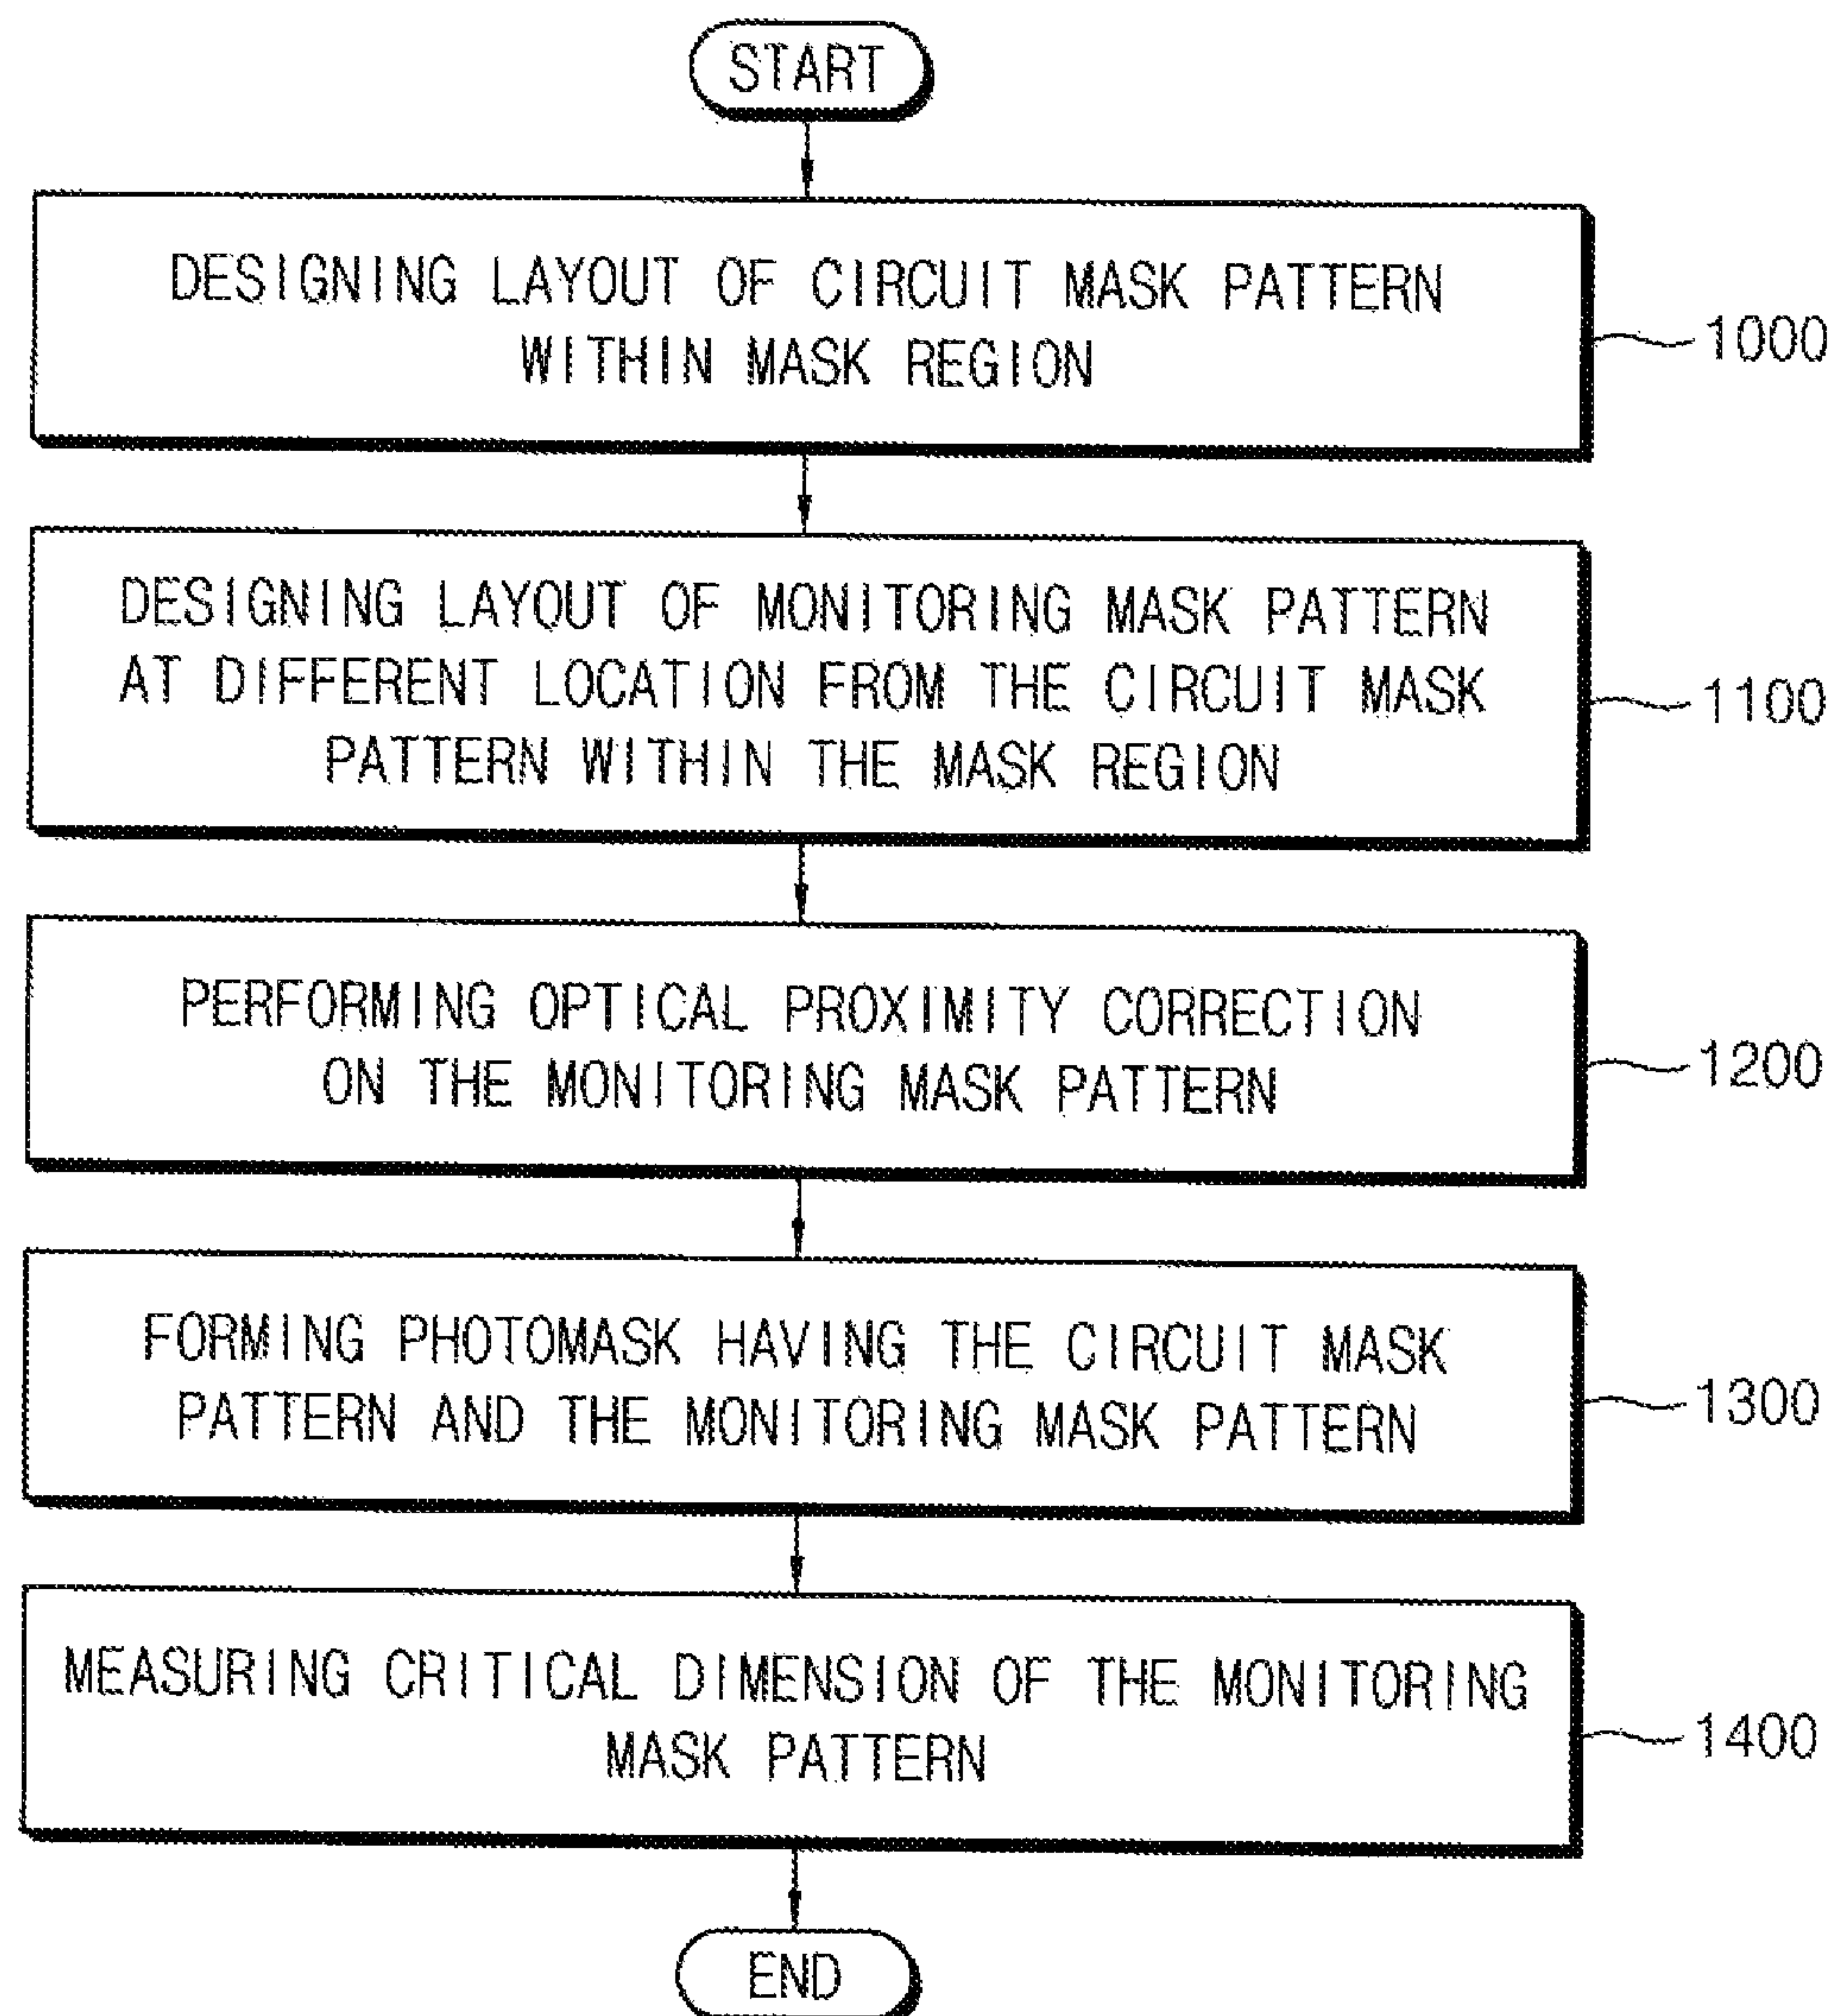 START
DESIGNING LAYOUT OF CIRCUIT MASK PATTERN
WITHIN MASK REGION
1000
DESIGNING LAYOUT OF MONITORING MASK PATTERN
AT DIFFERENT LOCATION FROM THE CIRCUIT MASK
PATTERN WITHIN THE MASK REGION
1100
PERFORMING OPTICAL PROXIMITY CORRECTION
ON THE MONITORING MASK PATTERN
1200
FORMING PHOTOMASK HAVING THE CIRCUIT MASK
PATTERN AND THE MONITORING MASK PATTERN
1300
MEASURING CRITICAL DIMENSION OF THE MONITORING
MASK PATTERN
1400
END